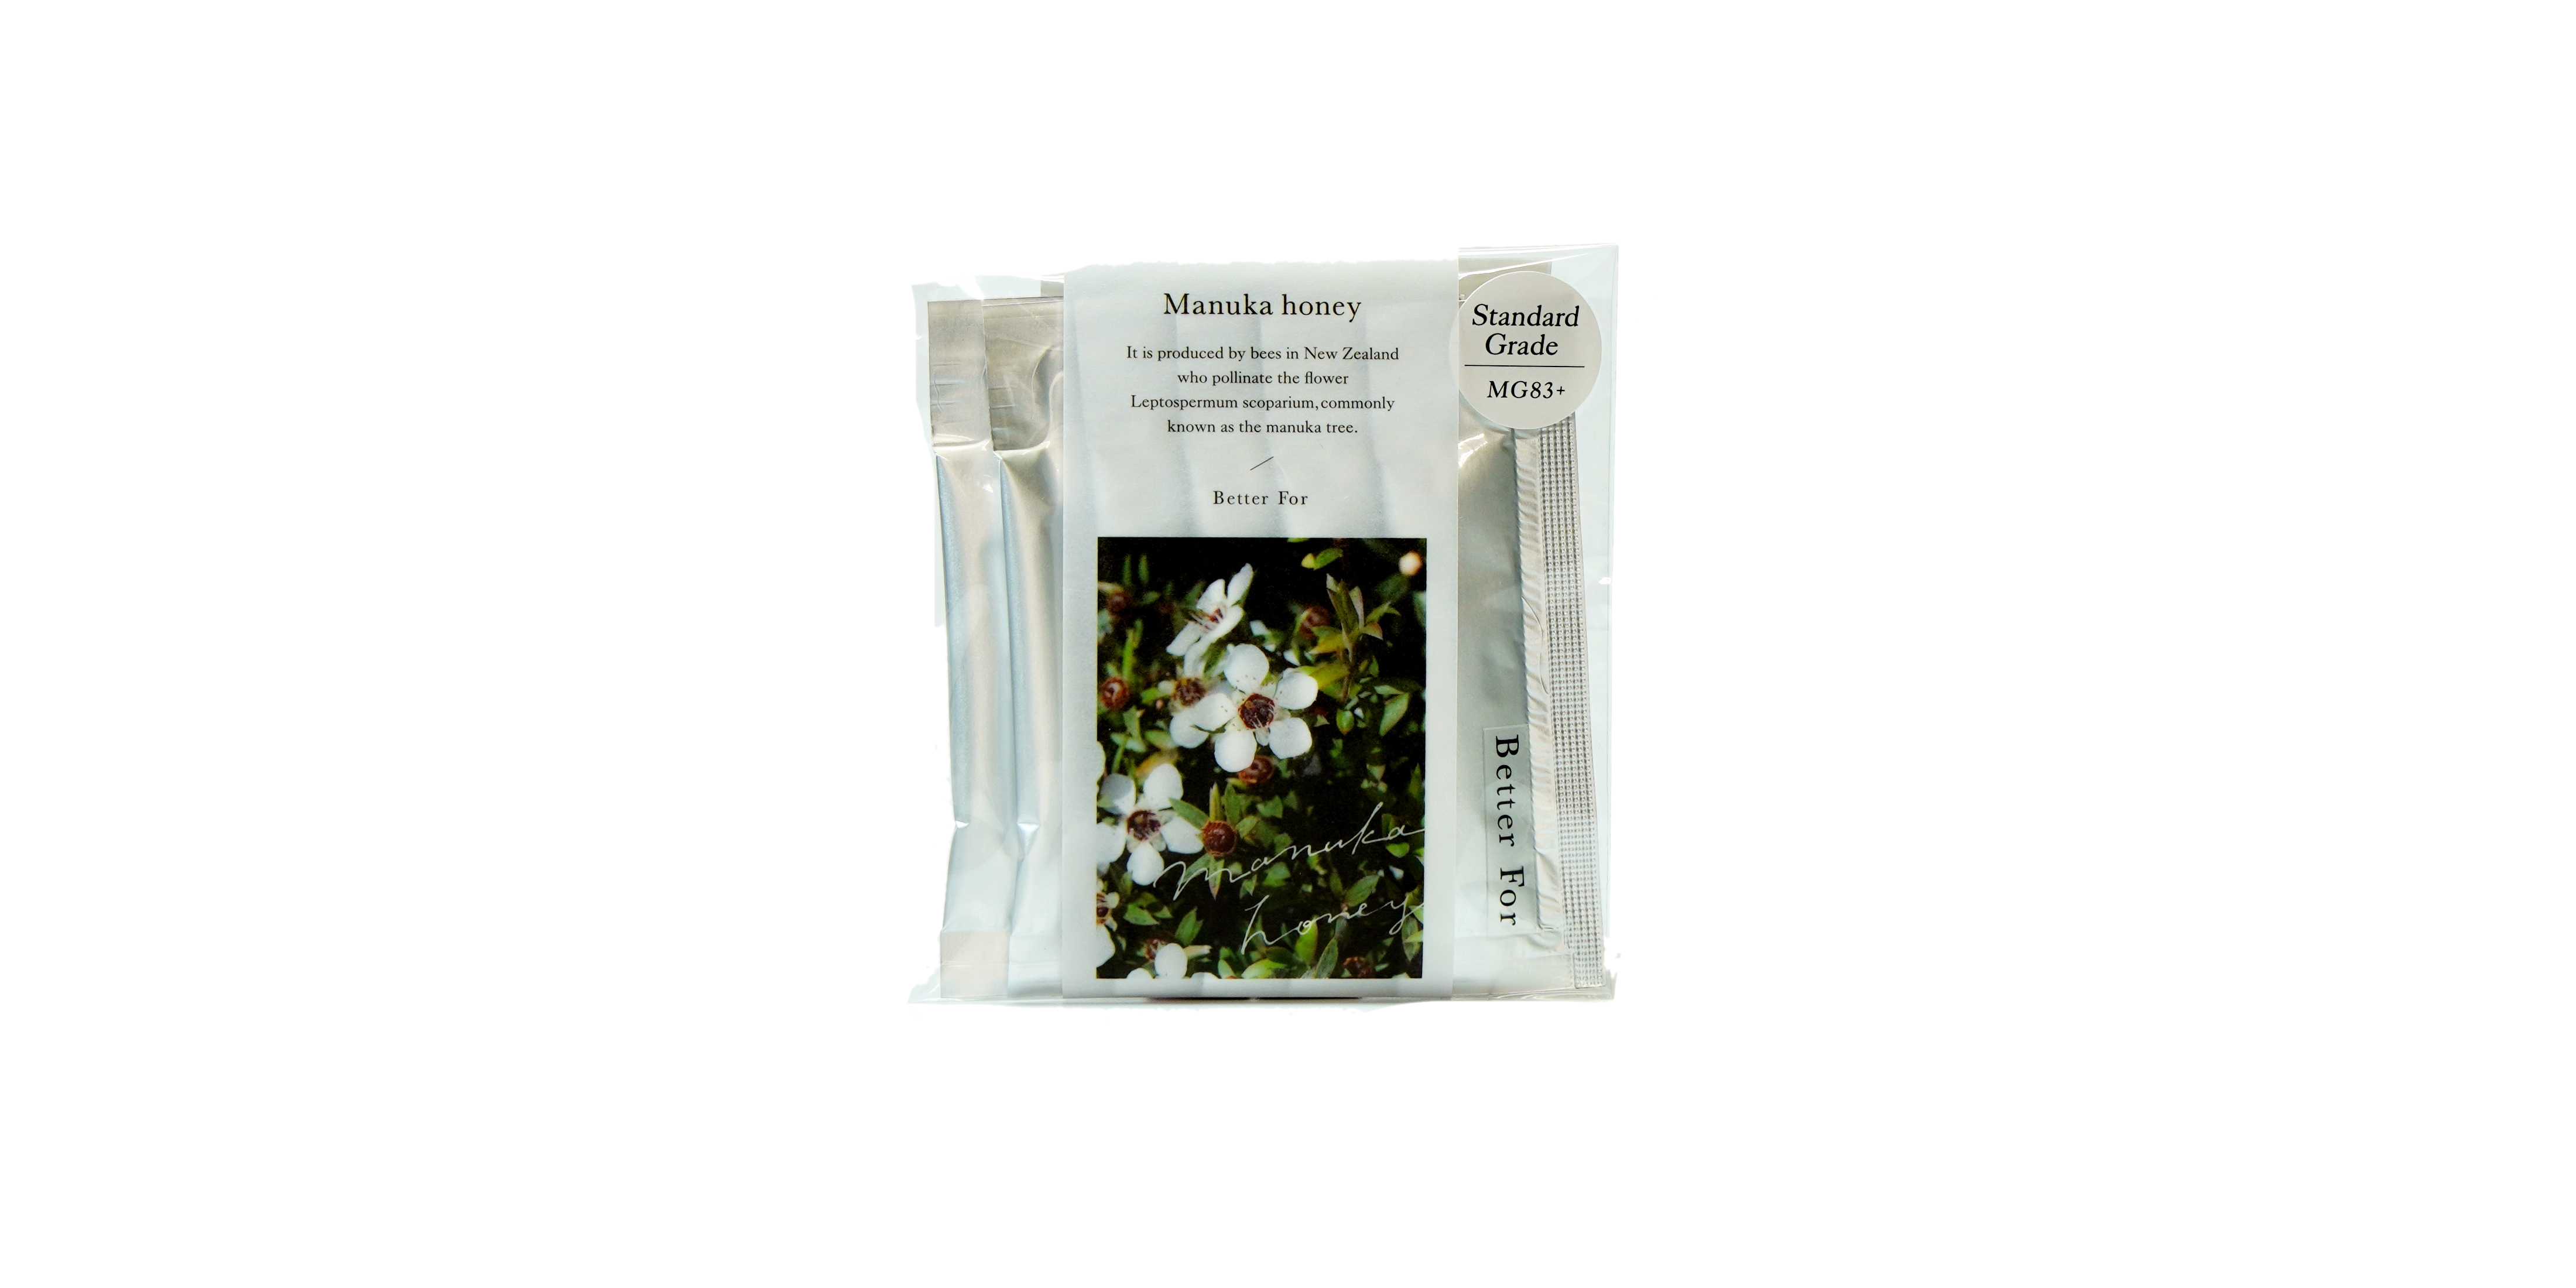 Manuka honey
It is produced by bees in New Zealand
who pollinate the flower
Leptospermum scoparium, commonly
known as the manuka tree.
Better For
manuka
honey
Standard
Grade
MG83+
Better For